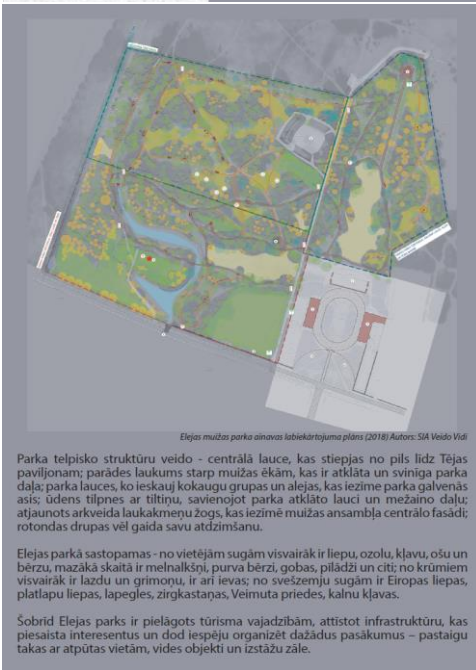 Elejas muižas parka ainavas labiekārtojuma plāns (2018) Autors: SIA Veido Vidi
Parka telpisko struktūru veido - centrālā lauce, kas stiepjas no pils līdz Tējas
paviljonam; parādes laukums starp muižas ēkām, kas ir atklāta un svinīga parka
daļa; parka lauces, ko ieskauj kokaugu grupas un alejas, kas iezīme parka galvenās
asis; ūdens tilpnes ar tiltiņu, savienojot parka atklāto lauci un mežaino daļu;
atjaunots arkveida laukakmeņu žogs, kas iezīmē muižas ansambļa centrālo fasādi;
rotondas drupas vēl gaida savu atdzimšanu.
Elejas parkā sastopamas - no vietējām sugām visvairāk ir liepu, ozolu, kļavu, ošu un
bērzu, mazākā skaitā ir melnalkšņi, purva bērzi, gobas, pīlādži un citi; no krūmiem
visvairāk ir lazdu un grimoņu, ir arī ievas; no svešzemju sugām ir Eiropas liepas,
platlapu liepas, lapegles, zirgkastaņas, Veimuta priedes, kalnu kļavas.
Šobrīd Elejas parks ir pielāgots tūrisma vajadzībām, attīstot infrastruktūru, kas
piesaista interesentus un dod iespēju organizēt dažādus pasākumus – pastaigu
takas ar atpūtas vietām, vides objekti un izstāžu zāle.